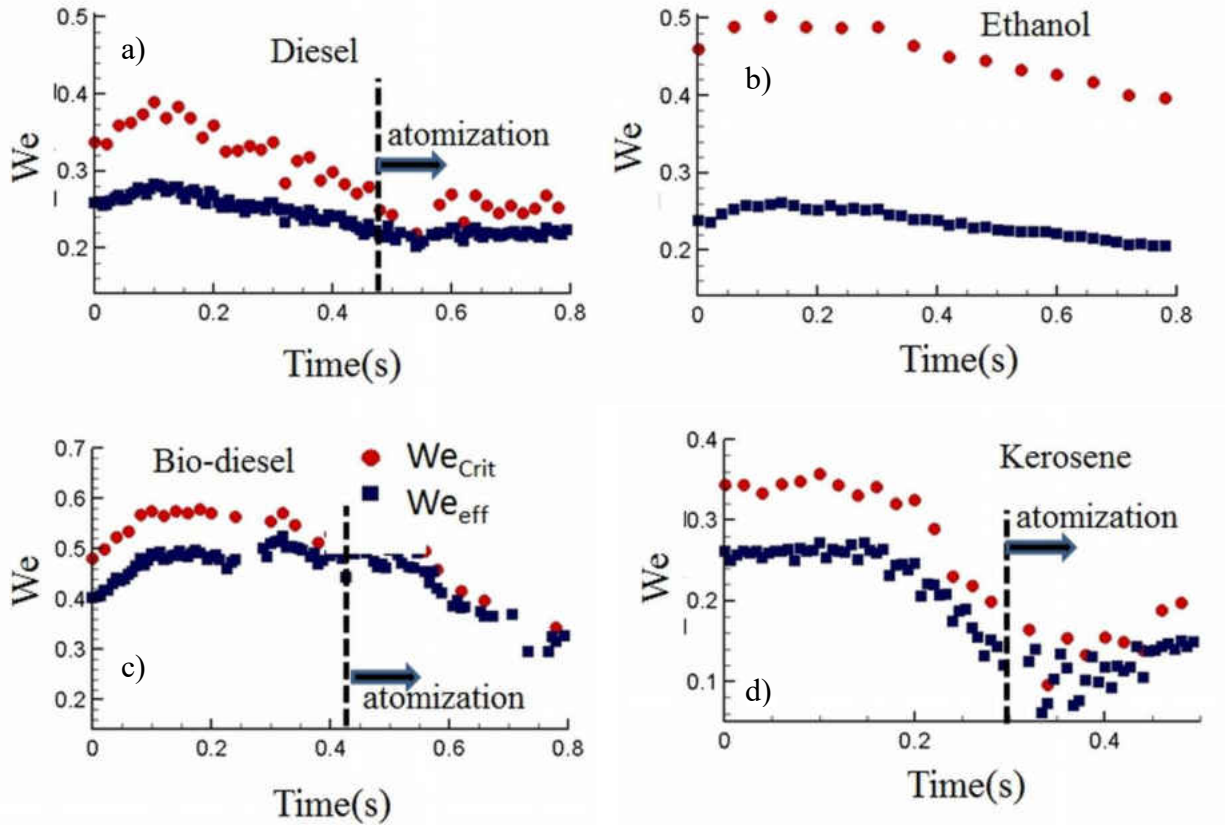 a)
Diesel
We
0.5
0.4
0.3
0.2
atomization
0
0.2
0.4
0.6
0.8
Time(s)
b)
Ethanol
We
0.5
0.4
0.3
0.2
0
0.2
0.4
0.6
0.8
Time(s)
c)
Bio-diesel
We
0.7
0.6
0.5
0.4
0.3
0.2
WeCrit
Weeff
atomization
0
0.2
0.4
0.6
0.8
Time(s)
d)
Kerosene
We
0.4
0.3
0.2
0.1
atomization
0
0.2
0.4
Time(s)